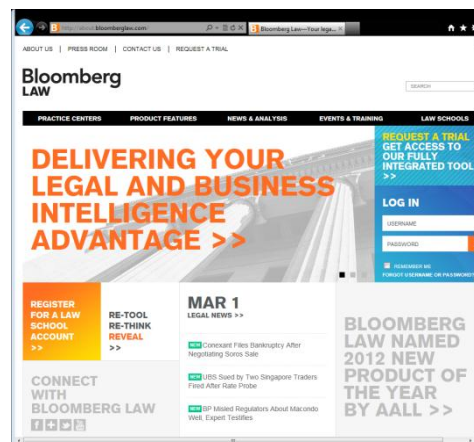 http://about.bloomberglaw.com/
Bloomberg Law—Your lega...
ABOUT US | PRESS ROOM | CONTACT US | REQUEST A TRIAL
Bloomberg
LAW
SEARCH
PRACTICE CENTERS PRODUCT FEATURES NEWS & ANALYSIS EVENTS & TRAINING LAW SCHOOLS
DELIVERING YOUR
LEGAL AND BUSINESS
INTELLIGENCE
ADVANTAGE >>
REQUEST A TRIAL
GET ACCESS TO
OUR FULLY
INTEGRATED TOOL
>>
LOG IN
USERNAME
PASSWORD
REMEMBER ME
FORGOT USERNAME OR PASSWORD?
REGISTER
FOR A LAW
SCHOOL
ACCOUNT
>>
RE-TOOL
RE-THINK
REVEAL
>>
MAR 1
LEGAL NEWS >>
NEW Conexant Files Bankruptcy After
Negotiating Soros Sale
NEW UBS Sued by Two Singapore Traders
Fired After Rate Probe
NEW BP Misled Regulators About Macondo
Well, Expert Testifies
CONNECT
WITH
BLOOMBERG LAW
BLOOMBERG
LAW NAMED
2012 NEW
PRODUCT OF
THE YEAR
BY AALL >>